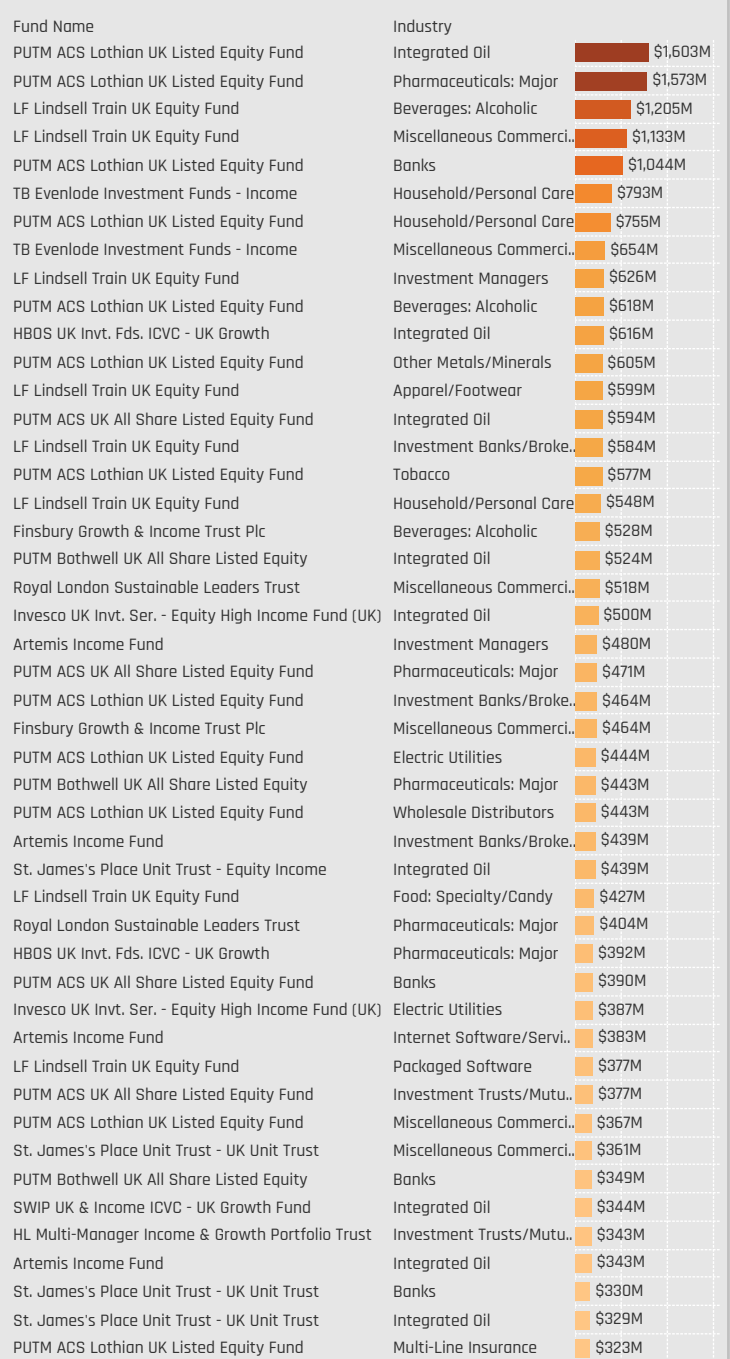 Fund Name Industry
PUTM ACS Lothian UK Listed Equity Fund Integrated Oil $1,603M
PUTM ACS Lothian UK Listed Equity Fund Pharmaceuticals: Major $1,573M
LF Lindsell Train UK Equity Fund Beverages: Alcoholic $1,205M
LF Lindsell Train UK Equity Fund Miscellaneous Commerci.. $1,133M
PUTM ACS Lothian UK Listed Equity Fund Banks $1,044M
TB Evenlode Investment Funds - Income Household/Personal Care $793M
PUTM ACS Lothian UK Listed Equity Fund Household/Personal Care $755M
TB Evenlode Investment Funds - Income Miscellaneous Commerci.. $654M
LF Lindsell Train UK Equity Fund Investment Managers $626M
PUTM ACS Lothian UK Listed Equity Fund Beverages: Alcoholic $618M
HBOS UK Invt. Fds. ICVC - UK Growth Integrated Oil $616M
PUTM ACS Lothian UK Listed Equity Fund Other Metals/Minerals $605M
LF Lindsell Train UK Equity Fund Apparel/Footwear $599M
PUTM ACS UK All Share Listed Equity Fund Integrated Oil $594M
LF Lindsell Train UK Equity Fund Investment Banks/Broke.. $584M
PUTM ACS Lothian UK Listed Equity Fund Tobacco $577M
LF Lindsell Train UK Equity Fund Household/Personal Care $548M
Finsbury Growth & Income Trust Plc Beverages: Alcoholic $528M
PUTM Bothwell UK All Share Listed Equity Integrated Oil $524M
Royal London Sustainable Leaders Trust Miscellaneous Commerci.. $518M
Invesco UK Invt. Ser. - Equity High Income Fund (UK) Integrated Oil $500M
Artemis Income Fund Investment Managers $480M
PUTM ACS UK All Share Listed Equity Fund Pharmaceuticals: Major $471M
PUTM ACS Lothian UK Listed Equity Fund Investment Banks/Broke.. $464M
Finsbury Growth & Income Trust Plc Miscellaneous Commerci.. $464M
PUTM ACS Lothian UK Listed Equity Fund Electric Utilities $444M
PUTM Bothwell UK All Share Listed Equity Pharmaceuticals: Major $443M
PUTM ACS Lothian UK Listed Equity Fund Wholesale Distributors $443M
Artemis Income Fund Investment Banks/Broke.. $439M
St. James's Place Unit Trust - Equity Income Integrated Oil $439M
LF Lindsell Train UK Equity Fund Food: Specialty/Candy $427M
Royal London Sustainable Leaders Trust Pharmaceuticals: Major $404M
HBOS UK Invt. Fds. ICVC - UK Growth Pharmaceuticals: Major $392M
PUTM ACS UK All Share Listed Equity Fund Banks $390M
Invesco UK Invt. Ser. - Equity High Income Fund (UK) Electric Utilities $387M
Artemis Income Fund Internet Software/Servi.. $383M
LF Lindsell Train UK Equity Fund Packaged Software $377M
PUTM ACS UK All Share Listed Equity Fund Investment Trusts/Mutu.. $377M
PUTM ACS Lothian UK Listed Equity Fund Miscellaneous Commerci.. $367M
St. James's Place Unit Trust - UK Unit Trust Miscellaneous Commerci.. $361M
PUTM Bothwell UK All Share Listed Equity Banks $349M
SWIP UK & Income ICVC - UK Growth Fund Integrated Oil $344M
HL Multi-Manager Income & Growth Portfolio Trust Investment Trusts/Mutu.. $343M
Artemis Income Fund Integrated Oil $343M
St. James's Place Unit Trust - UK Unit Trust Banks $330M
St. James's Place Unit Trust - UK Unit Trust Integrated Oil $329M
PUTM ACS Lothian UK Listed Equity Fund Multi-Line Insurance $323M